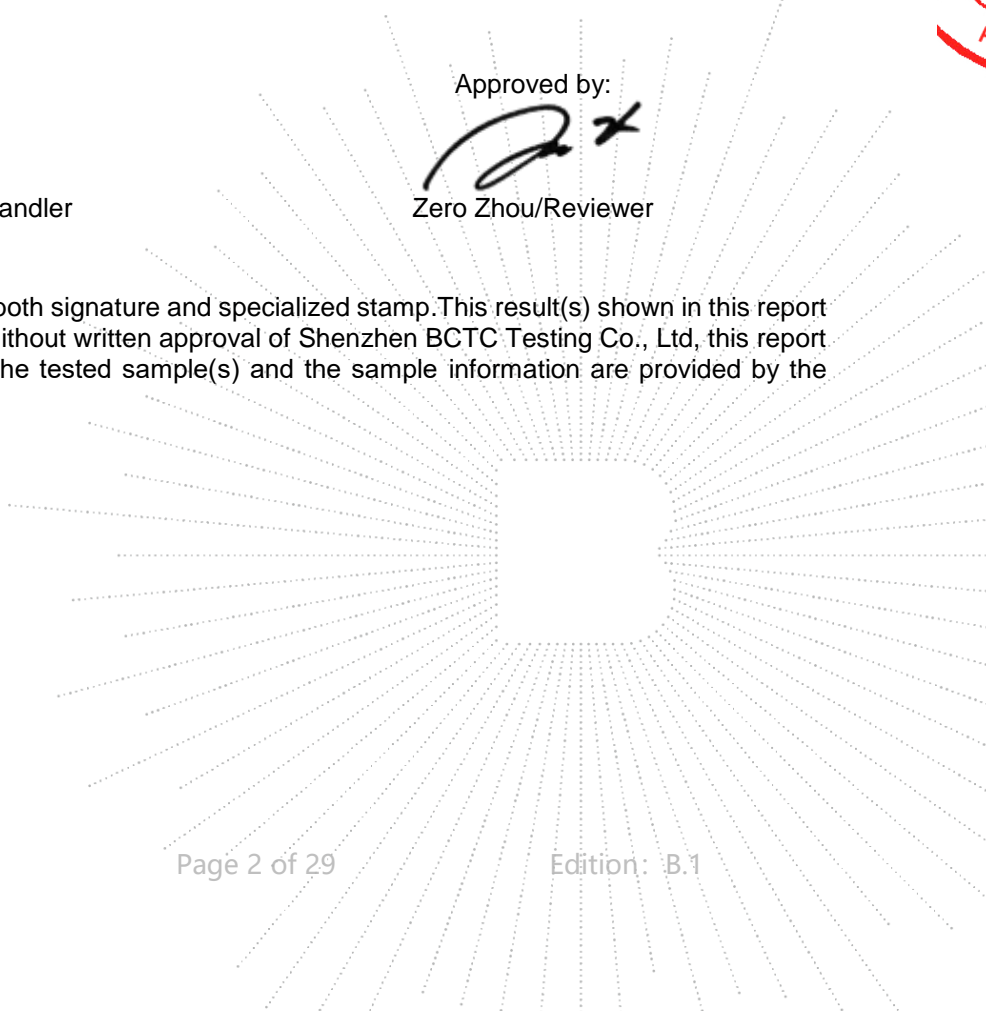 Approved by:
andler
Zero Zhou/Reviewer
both signature and specialized stamp.This result(s) shown in this report
ithout written approval of Shenzhen BCTC Testing Co., Ltd, this report
he tested sample(s) and the sample information are provided by the
Page 2 of 29
Edition: B.1